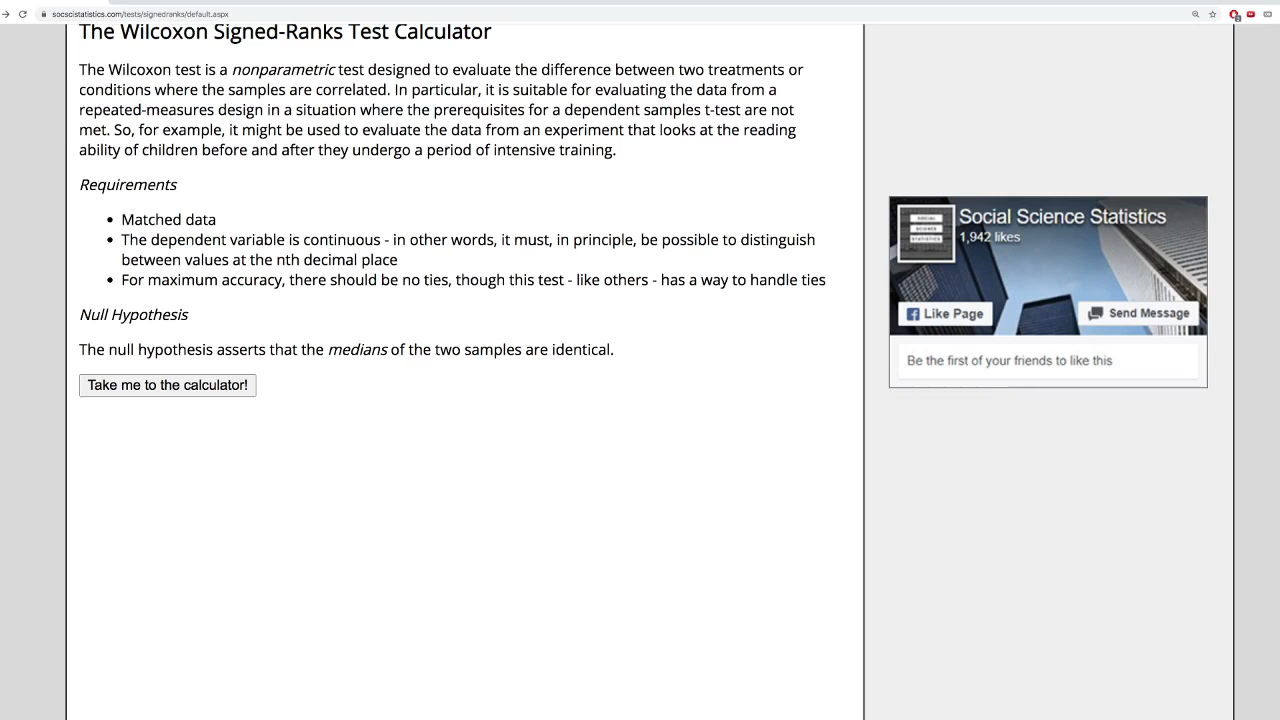 socscistatistics.com/tests/signedranks/default.aspx
The Wilcoxon Signed-Ranks Test Calculator
The Wilcoxon test is a nonparametric test designed to evaluate the difference between two treatments or
conditions where the samples are correlated. In particular, it is suitable for evaluating the data from a
repeated-measures design in a situation where the prerequisites for a dependent samples t-test are not
met. So, for example, it might be used to evaluate the data from an experiment that looks at the reading
ability of children before and after they undergo a period of intensive training.
Requirements
Matched data
The dependent variable is continuous - in other words, it must, in principle, be possible to distinguish
between values at the nth decimal place
For maximum accuracy, there should be no ties, though this test - like others - has a way to handle ties
Null Hypothesis
The null hypothesis asserts that the medians of the two samples are identical.
Take me to the calculator!
SOCIAL
SCIENCE
STATISTICS
Social Science Statistics
1,942 likes
Like Page
Send Message
Be the first of your friends to like this